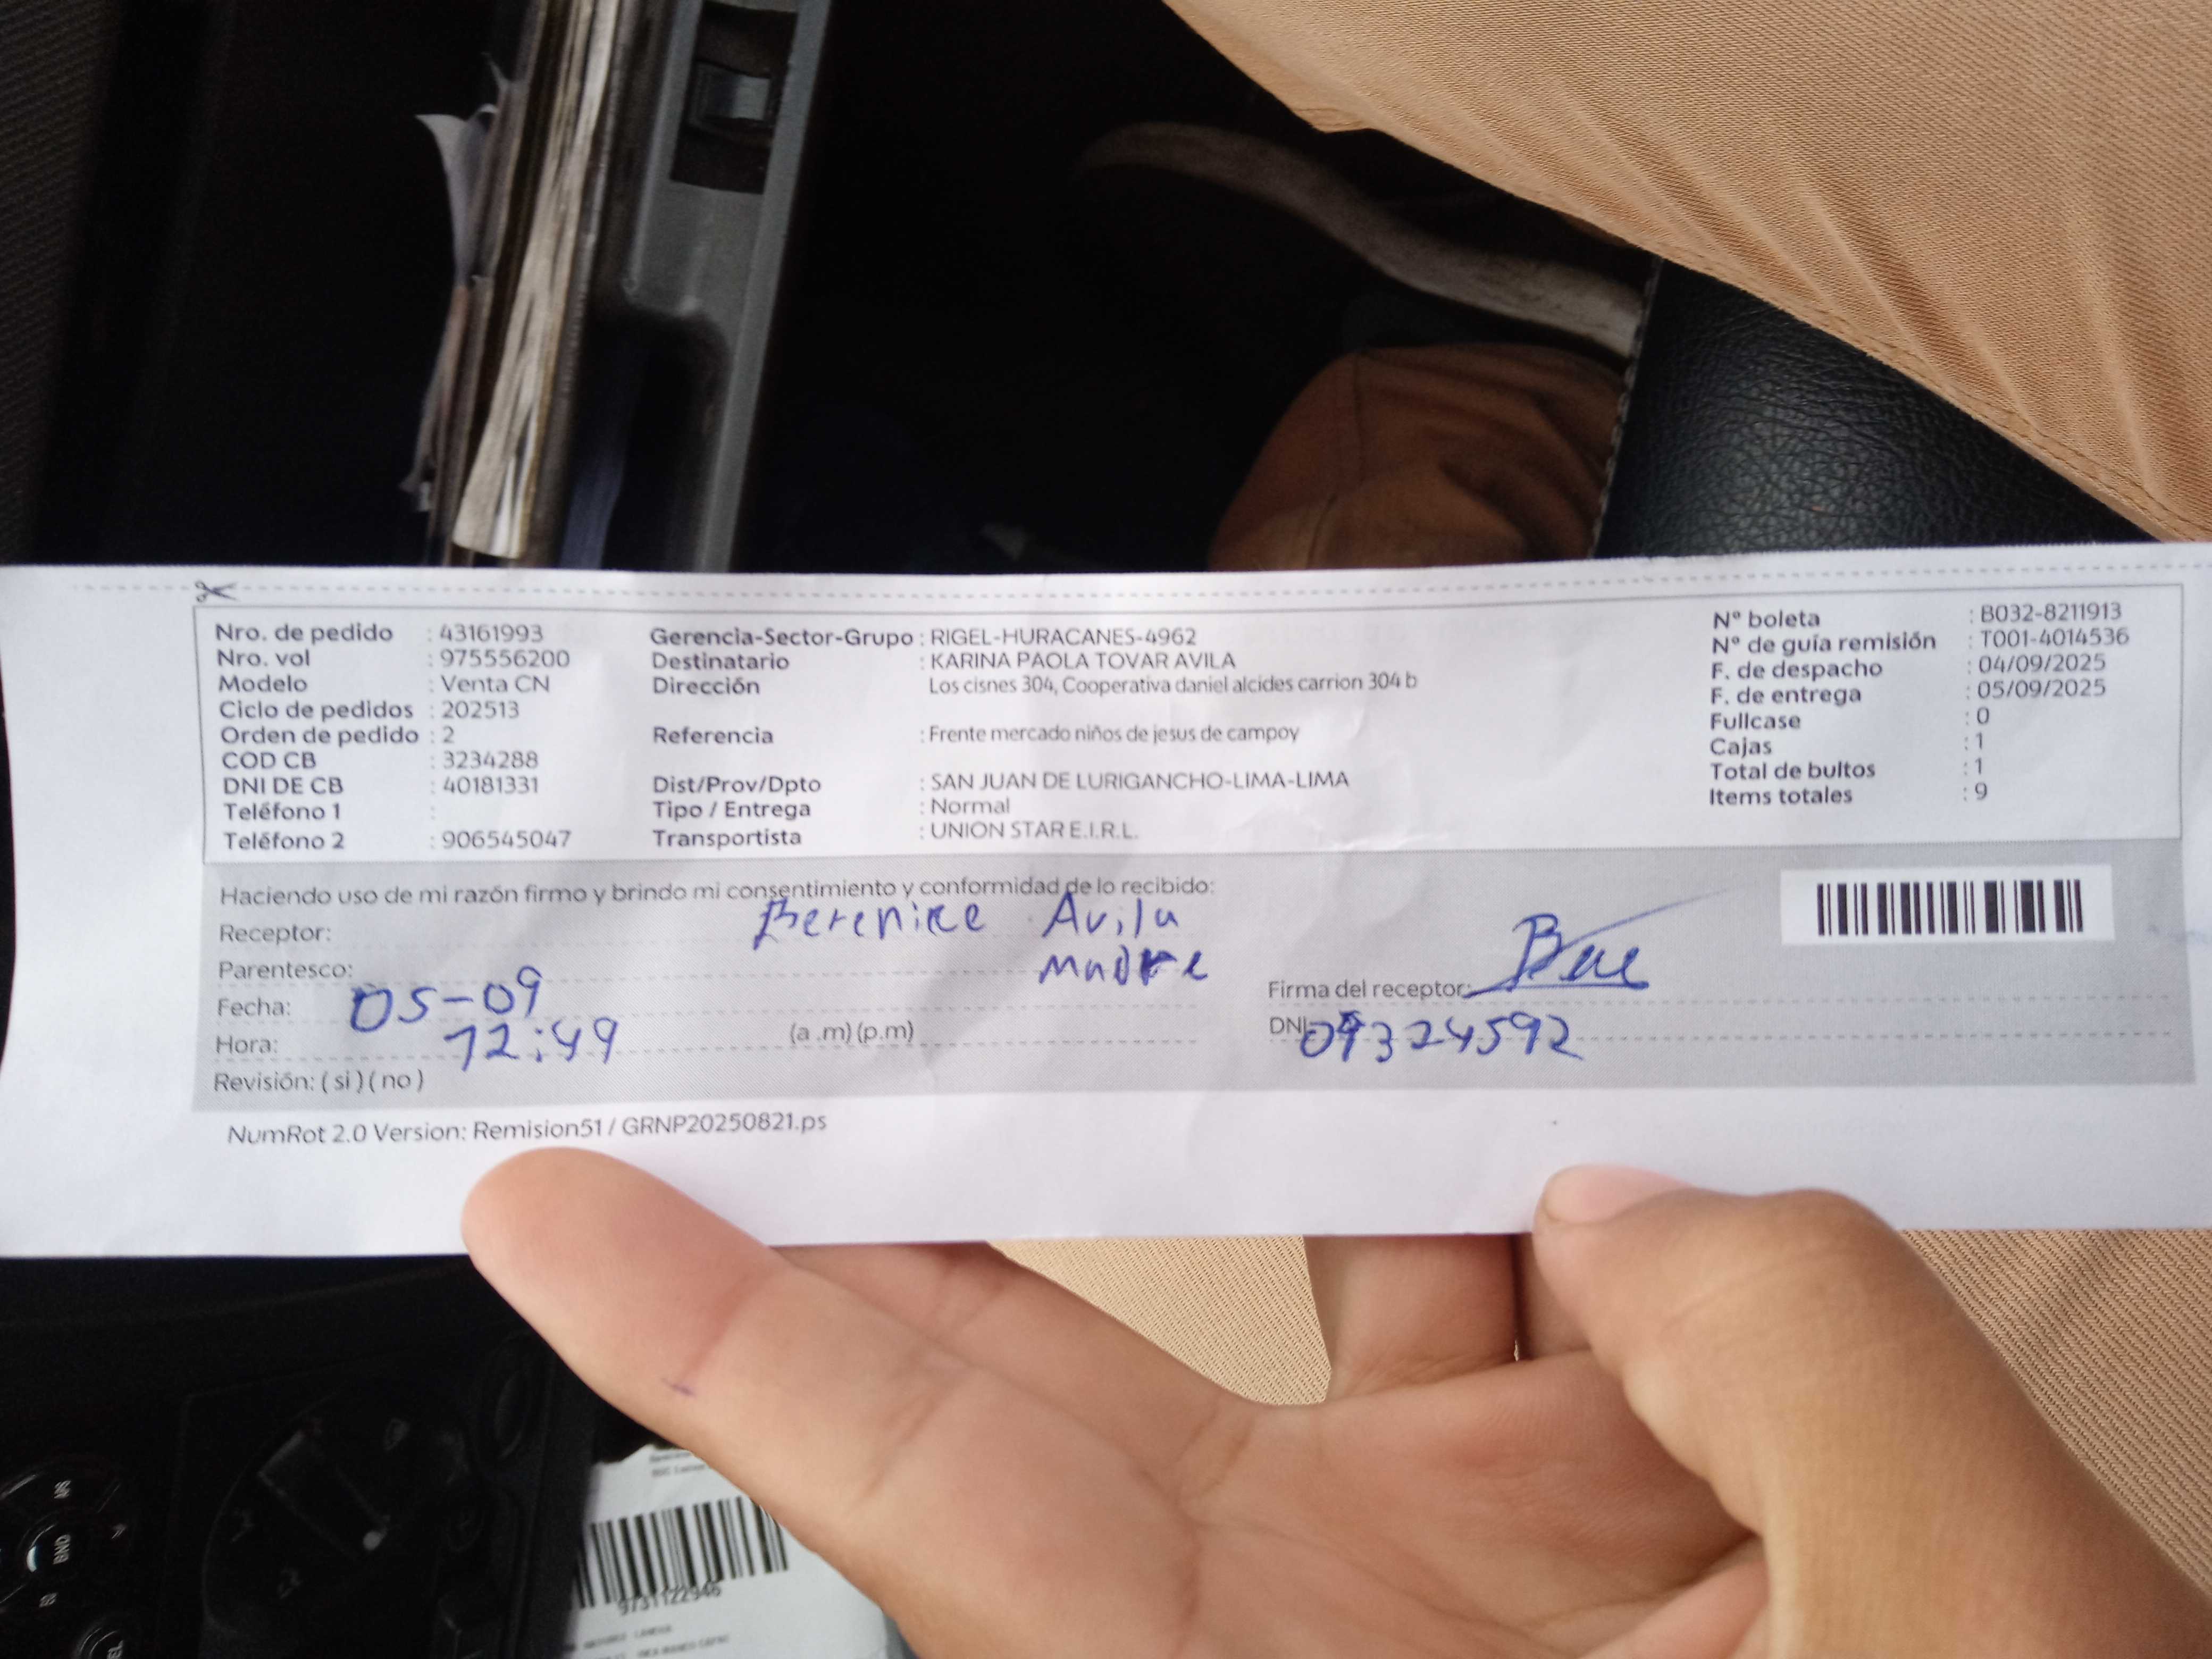 Nro. de pedido : 43161993
Nro. vol : 975556200
Modelo : Venta CN
Ciclo de pedidos : 202513
Orden de pedido : 2
COD CB : 3234288
DNI DE CB : 40181331
Teléfono 1 :
Teléfono 2 : 906545047
Gerencia-Sector-Grupo : RIGEL-HURACANES-4962
Destinatario : KARINA PAOLA TOVAR AVILA
Dirección Los cisnes 304, Cooperativa daniel alcides carrion 304 b
Referencia : Frente mercado niños de jesus de campoy
Dist/Prov/Dpto : SAN JUAN DE LURIGANCHO-LIMA-LIMA
Tipo / Entrega : Normal
Transportista : UNION STAR E.I.R.L.
N° boleta : B032-8211913
N° de guía remisión : T001-4014536
F. de despacho : 04/09/2025
F. de entrega : 05/09/2025
Fullcase : 0
Cajas : 1
Total de bultos : 1
Items totales : 9
Haciendo uso de mi razón firmo y brindo mi consentimiento y conformidad de lo recibido:
Receptor: Berenice Avila
Parentesco: madre
Fecha: 05-09
Hora: 12:49 (a .m) (p.m)
Revisión: ( si ) ( no )
Firma del receptor: Bere
DNI 09324592
NumRot 2.0 Version: Remision51 / GRNP20250821.ps
9731122946
BND